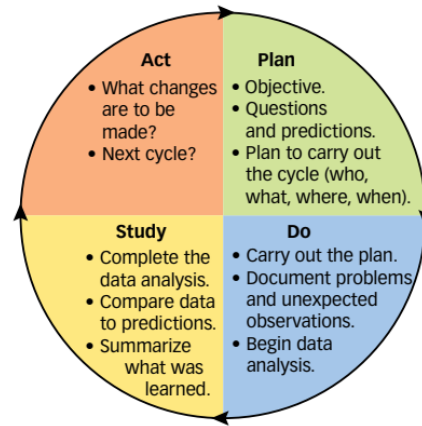 Act
• What changes
are to be
made?
• Next cycle?
Plan
• Objective.
• Questions
and predictions.
• Plan to carry out
the cycle (who,
what, where, when).
Study
• Complete the
data analysis.
• Compare data
to predictions.
• Summarize
what was
learned.
Do
• Carry out the plan.
• Document problems
and unexpected
observations.
• Begin data
analysis.